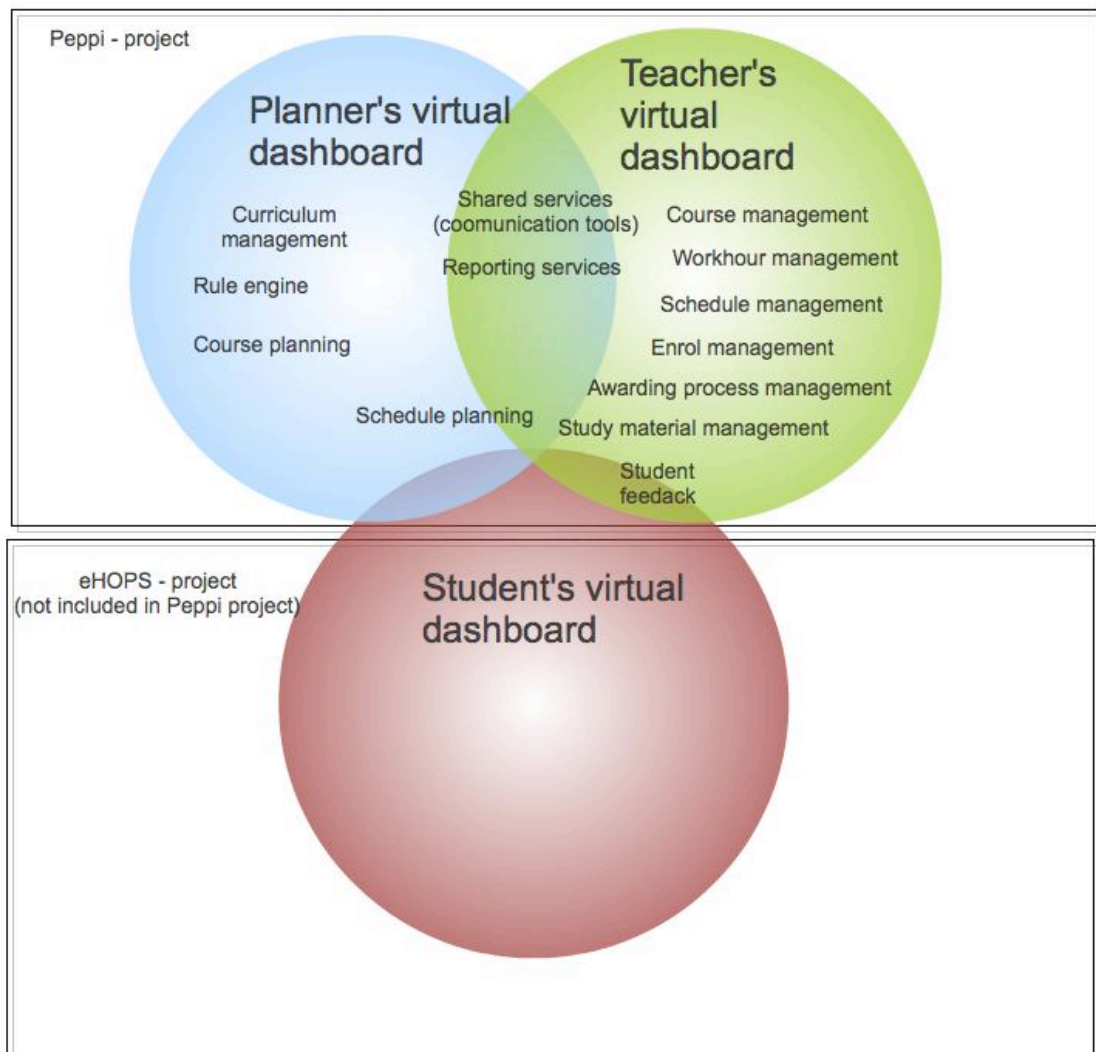 Peppi - project
Planner's virtual
dashboard
Teacher's
virtual
dashboard
Curriculum
management
Rule engine
Course planning
Schedule planning
Shared services
(coomunication tools)
Reporting services
Course management
Workhour management
Schedule management
Enrol management
Awarding process management
Study material management
Student
feedack
eHOPS - project
(not included in Peppi project)
Student's virtual
dashboard